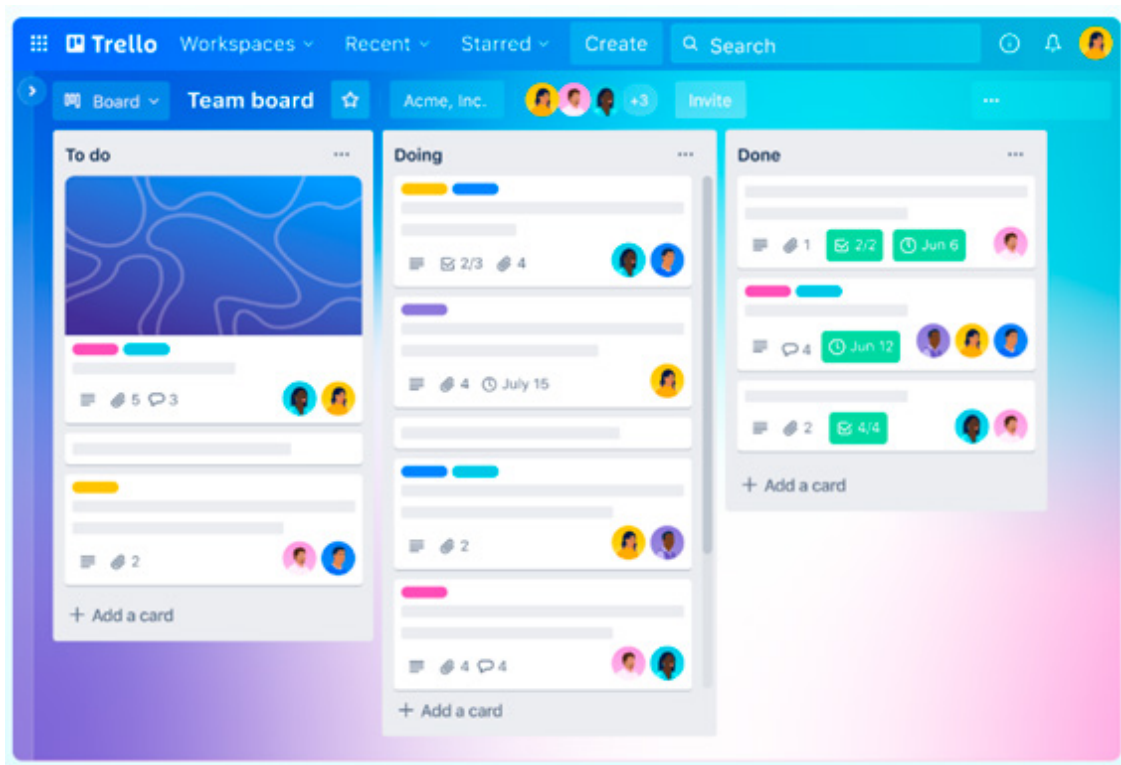 Trello Workspaces Recent Starred Create Search
Board Team board Acme, Inc. +3 Invite
To do
5 3
2
+ Add a card
Doing
2/3 4
4 July 15
2
4 4
+ Add a card
Done
1 2/2 Jun 6
4 Jun 12
2 4/4
+ Add a card